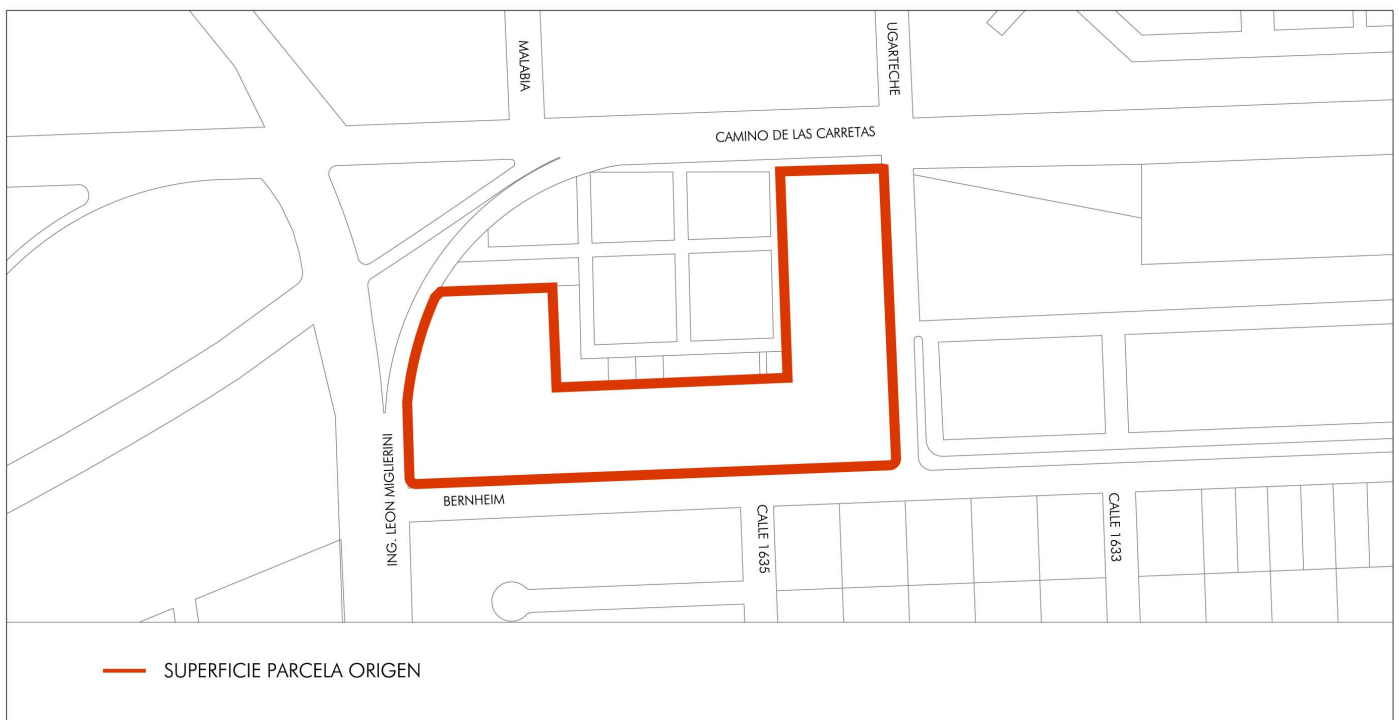 MALABIA
UGARTECHE
CAMINO DE LAS CARRETAS
ING. LEON MIGLIERINI
BERNHEIM
CALLE 1635
CALLE 1633
SUPERFICIE PARCELA ORIGEN